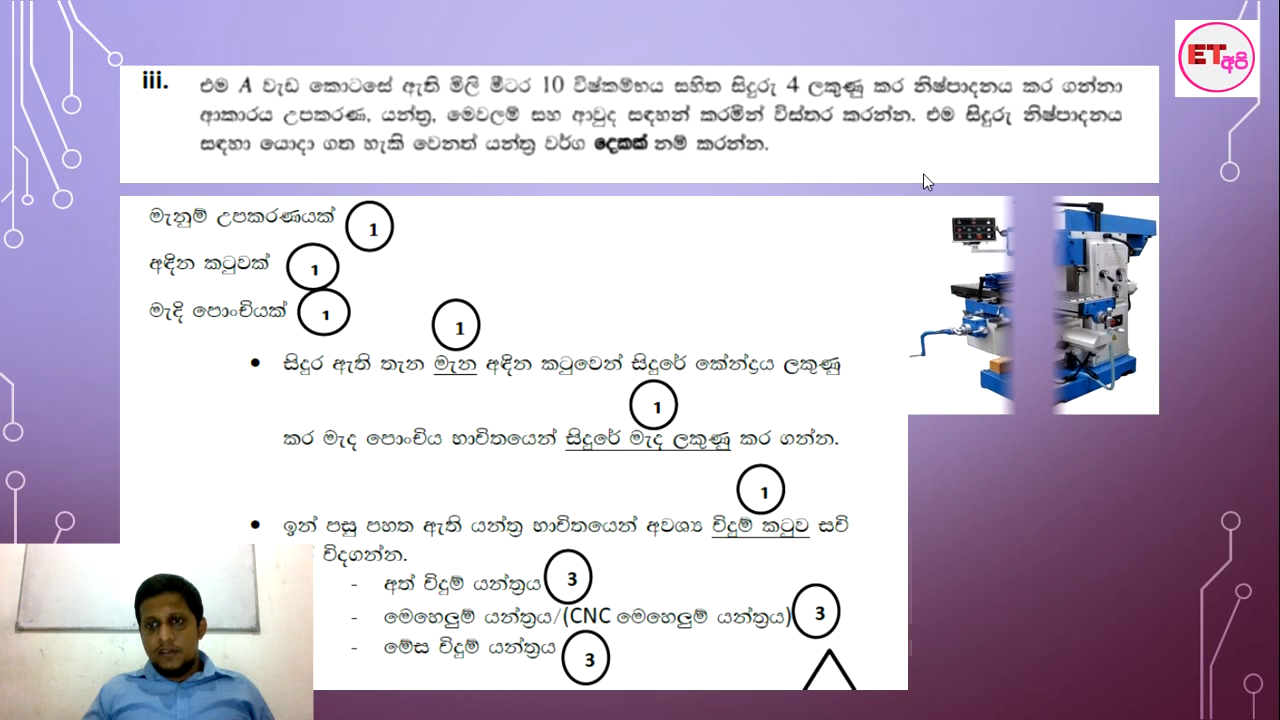 ET අපි
iii. එම A වැඩ කොටසේ ඇති මිලි මීටර 10 විෂ්කම්භය සහිත සිදුරු 4 ලකුණු කර නිෂ්පාදනය කර ගන්නා
ආකාරය උපකරණ, යන්ත්‍ර, මෙවලම් සහ ආවුද සඳහන් කරමින් විස්තර කරන්න. එම සිදුරු නිෂ්පාදනය
සඳහා යොදා ගත හැකි වෙනත් යන්ත්‍ර වර්ග දෙකක් නම් කරන්න.
මැනුම් උපකරණයක් 1
අඳින කටුවක් 1
මැදි පොංචියක් 1
1
• සිදුර ඇති තැන මැන අඳින කටුවෙන් සිදුරේ කේන්ද්‍රය ලකුණු
1
කර මැද පොංචිය භාවිතයෙන් සිදුරේ මැද ලකුණු කර ගන්න.
1
• ඉන් පසු පහත ඇති යන්ත්‍ර භාවිතයෙන් අවශ්‍ය විදුම් කටුව සවි
විදගන්න.
- අත් විදුම් යන්ත්‍රය 3
- මෙහෙලුම් යන්ත්‍රය/(CNC මෙහෙලුම් යන්ත්‍රය) 3
- මේස විදුම් යන්ත්‍රය 3